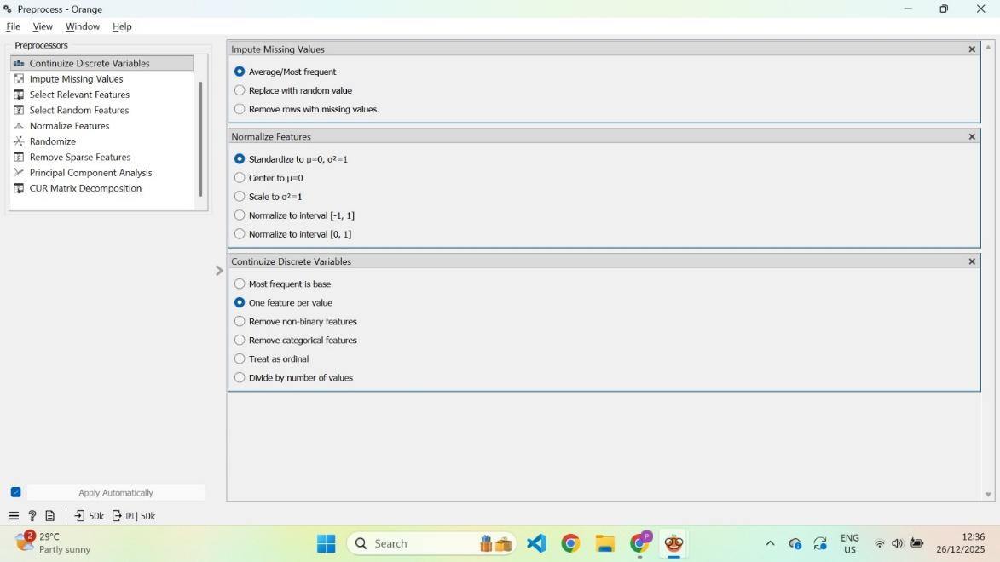 Preprocess - Orange
File View Window Help
Preprocessors
Continuize Discrete Variables
Impute Missing Values
Select Relevant Features
Select Random Features
Normalize Features
Randomize
Remove Sparse Features
Principal Component Analysis
CUR Matrix Decomposition
Impute Missing Values
Average/Most frequent
Replace with random value
Remove rows with missing values.
Normalize Features
Standardize to μ=0, σ²=1
Center to μ=0
Scale to σ²=1
Normalize to interval [-1, 1]
Normalize to interval [0, 1]
Continuize Discrete Variables
Most frequent is base
One feature per value
Remove non-binary features
Remove categorical features
Treat as ordinal
Divide by number of values
Apply Automatically
50k | 50k
2
29°C
Partly sunny
Search
P
ENG
US
12:36
26/12/2025